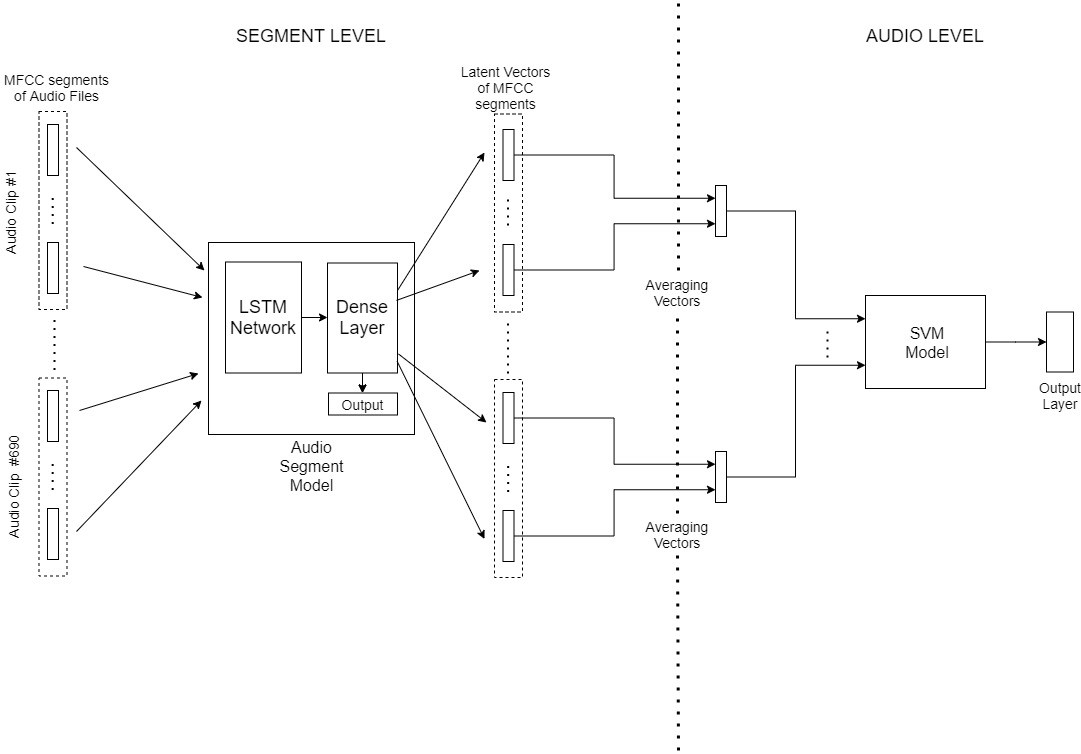 SEGMENT LEVEL
AUDIO LEVEL
MFCC segments
of Audio Files
Latent Vectors
of MFCC
segments
Audio Clip #1
LSTM
Network
Dense
Layer
Output
Audio
Segment
Model
Audio Clip #690
Averaging
Vectors
Averaging
Vectors
SVM
Model
Output
Layer